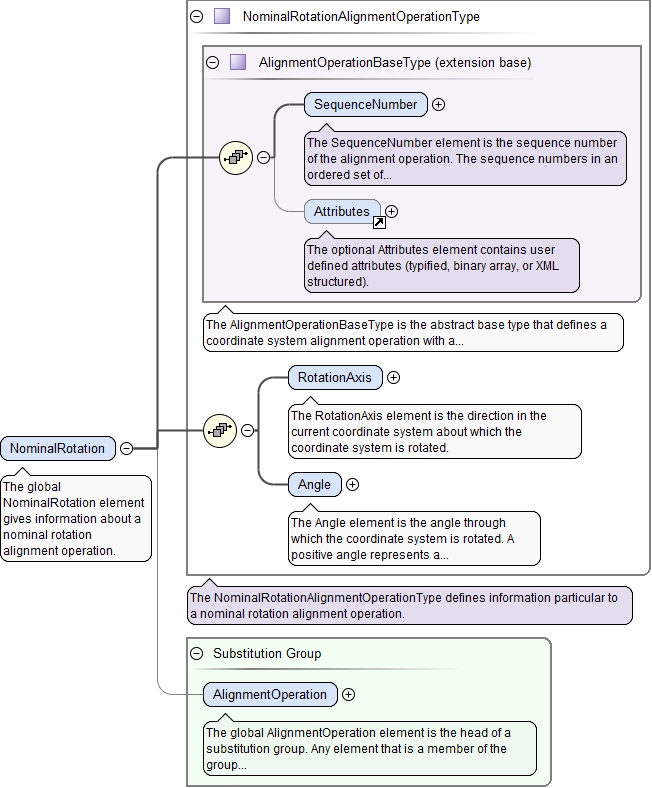 NominalRotationAlignmentOperationType
AlignmentOperationBaseType (extension base)
SequenceNumber
The SequenceNumber element is the sequence number
of the alignment operation. The sequence numbers in an
ordered set of...
Attributes
The optional Attributes element contains user
defined attributes (typified, binary array, or XML
structured).
The AlignmentOperationBaseType is the abstract base type that defines a
coordinate system alignment operation with a...
RotationAxis
The RotationAxis element is the direction in the
current coordinate system about which the
coordinate system is rotated.
NominalRotation
The global
NominalRotation element
gives information about a
nominal rotation
alignment operation.
Angle
The Angle element is the angle through
which the coordinate system is rotated. A
positive angle represents a...
The NominalRotationAlignmentOperationType defines information particular to
a nominal rotation alignment operation.
Substitution Group
AlignmentOperation
The global AlignmentOperation element is the head of a
substitution group. Any element that is a member of the
group...